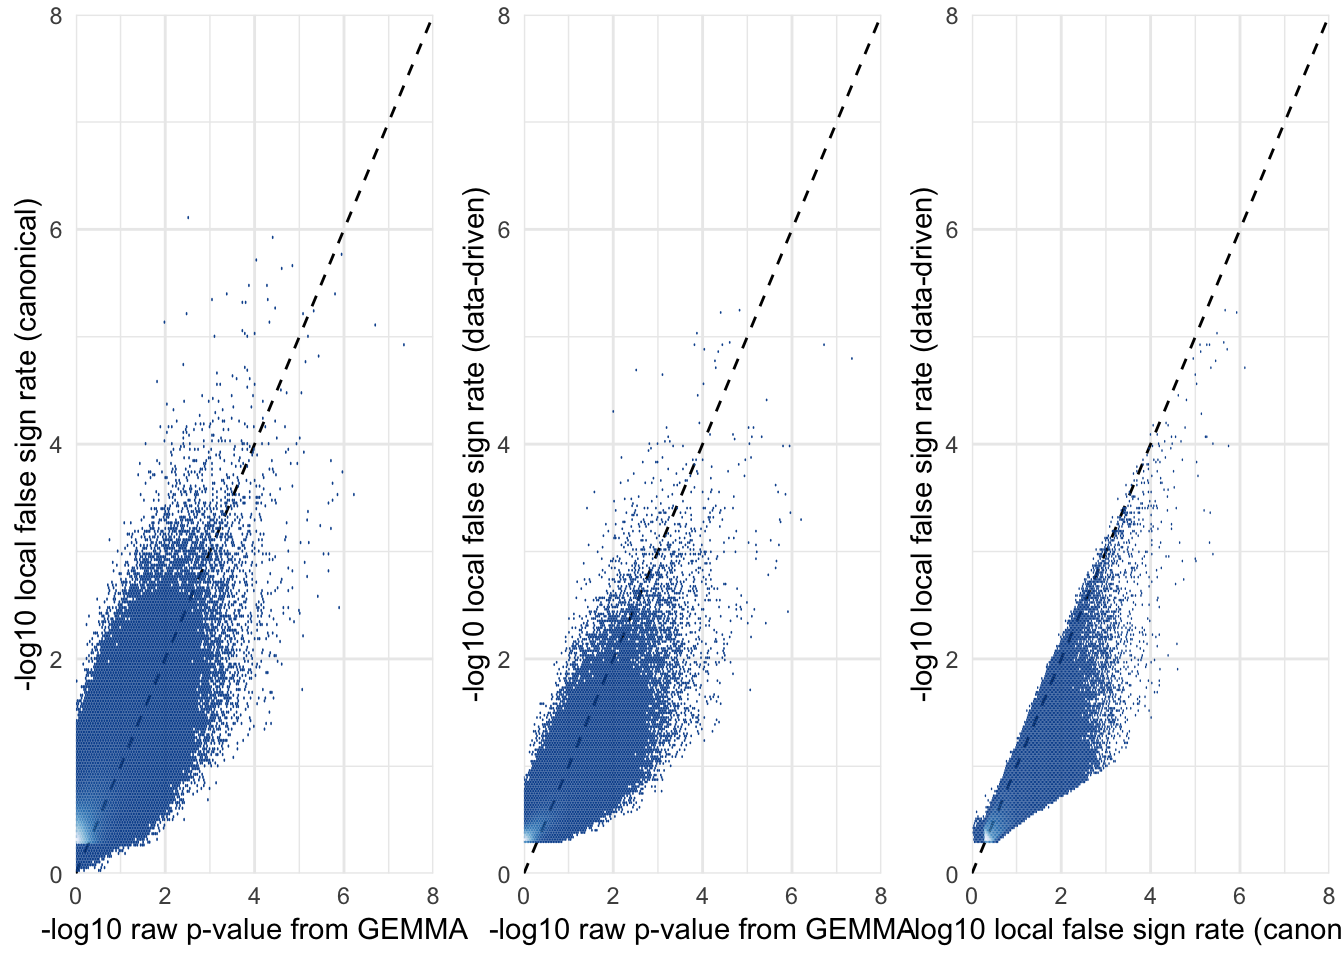 8
6
4
2
0
0 2 4 6 8
-log10 local false sign rate (canonical)
-log10 raw p-value from GEMMA
8
6
4
2
0
0 2 4 6 8
-log10 local false sign rate (data-driven)
-log10 raw p-value from GEMMA
8
6
4
2
0
0 2 4 6 8
-log10 local false sign rate (data-driven)
log10 local false sign rate (canon